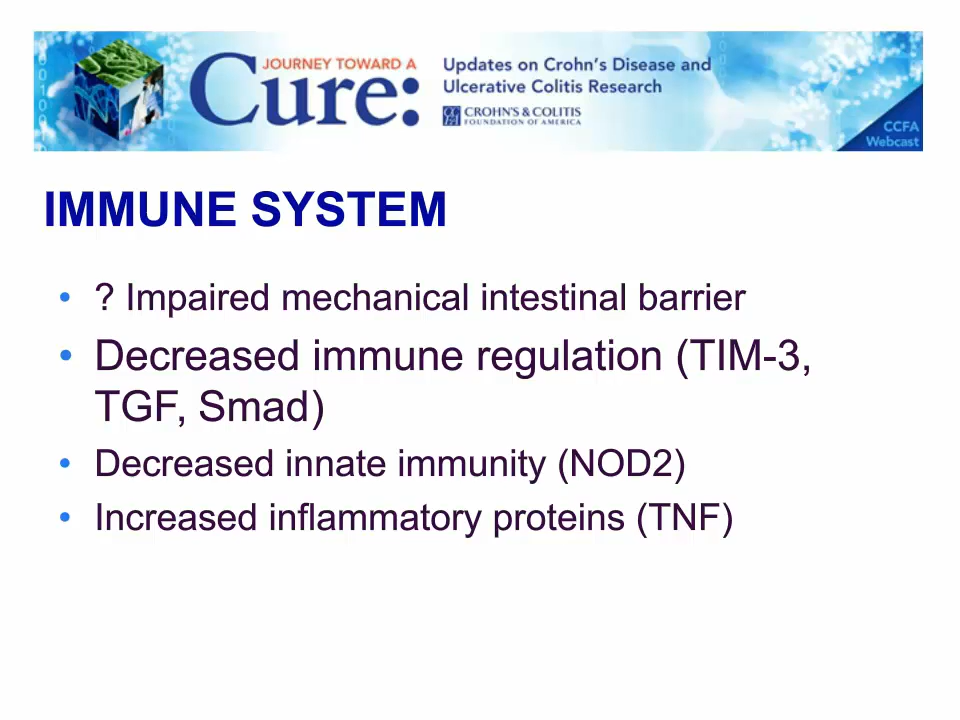 JOURNEY TOWARD A
Cure:
Updates on Crohn's Disease and
Ulcerative Colitis Research
CROHN'S & COLITIS
FOUNDATION OF AMERICA
CCFA
Webcast
IMMUNE SYSTEM
• ? Impaired mechanical intestinal barrier
• Decreased immune regulation (TIM-3,
TGF, Smad)
• Decreased innate immunity (NOD2)
• Increased inflammatory proteins (TNF)